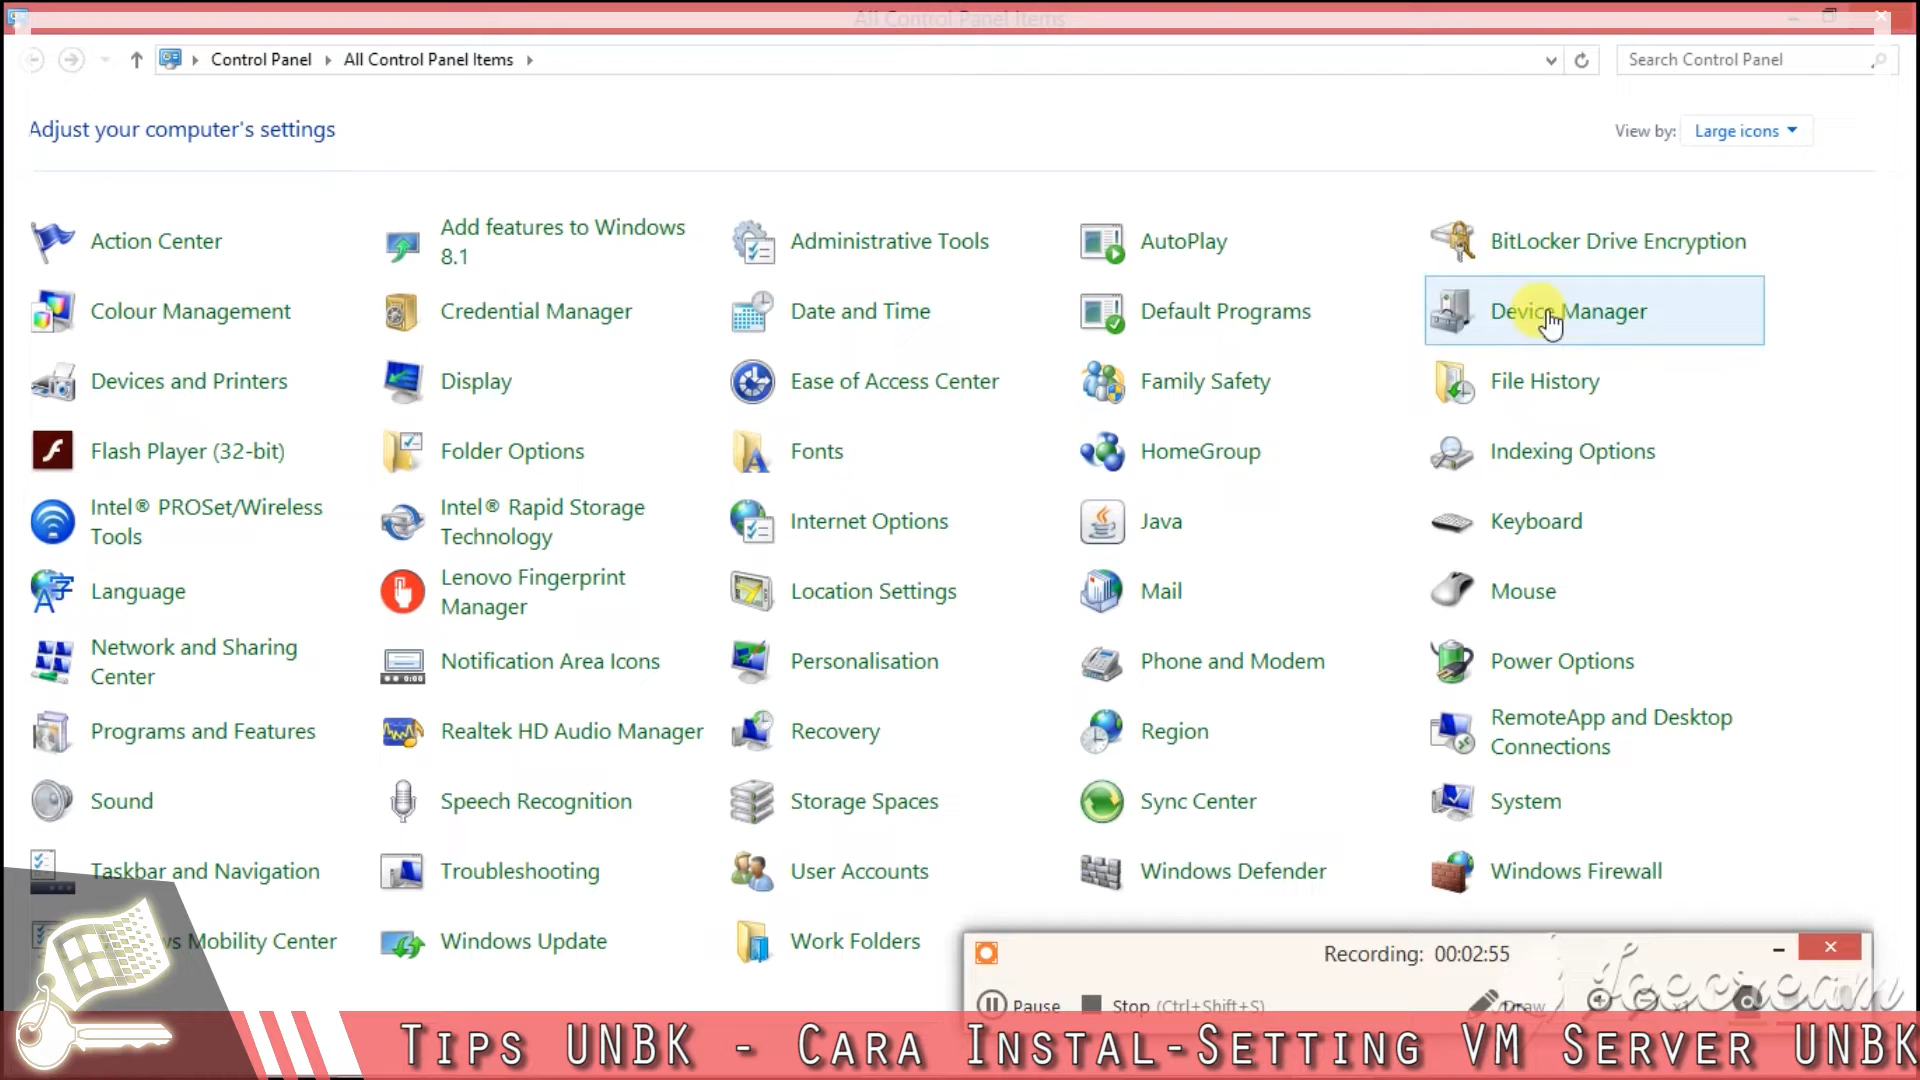 All Control Panel Items
Control Panel All Control Panel Items
Search Control Panel
Adjust your computer's settings
View by: Large icons
Action Center
Add features to Windows
8.1
Administrative Tools
AutoPlay
BitLocker Drive Encryption
Colour Management
Credential Manager
Date and Time
Default Programs
Device Manager
Devices and Printers
Display
Ease of Access Center
Family Safety
File History
Flash Player (32-bit)
Folder Options
Fonts
HomeGroup
Indexing Options
Intel® PROSet/Wireless
Tools
Intel® Rapid Storage
Technology
Internet Options
Java
Keyboard
Language
Lenovo Fingerprint
Manager
Location Settings
Mail
Mouse
Network and Sharing
Center
Notification Area Icons
Personalisation
Phone and Modem
Power Options
Programs and Features
Realtek HD Audio Manager
Recovery
Region
RemoteApp and Desktop
Connections
Sound
Speech Recognition
Storage Spaces
Sync Center
System
Taskbar and Navigation
Troubleshooting
User Accounts
Windows Defender
Windows Firewall
Mobility Center
Windows Update
Work Folders
Recording: 00:02:55
Pause
Stop (Ctrl+Shift+S)
Draw
Icecream
Tips UNBK - Cara Instal-Setting VM Server UNBK